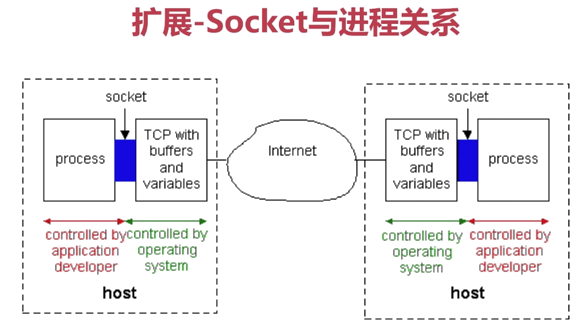 扩展-Socket与进程关系
socket
process
TCP with
buffers
and
variables
controlled by
application
developer
controlled by
operating
system
host
Internet
socket
TCP with
buffers
and
variables
process
controlled by
operating
system
controlled by
application
developer
host